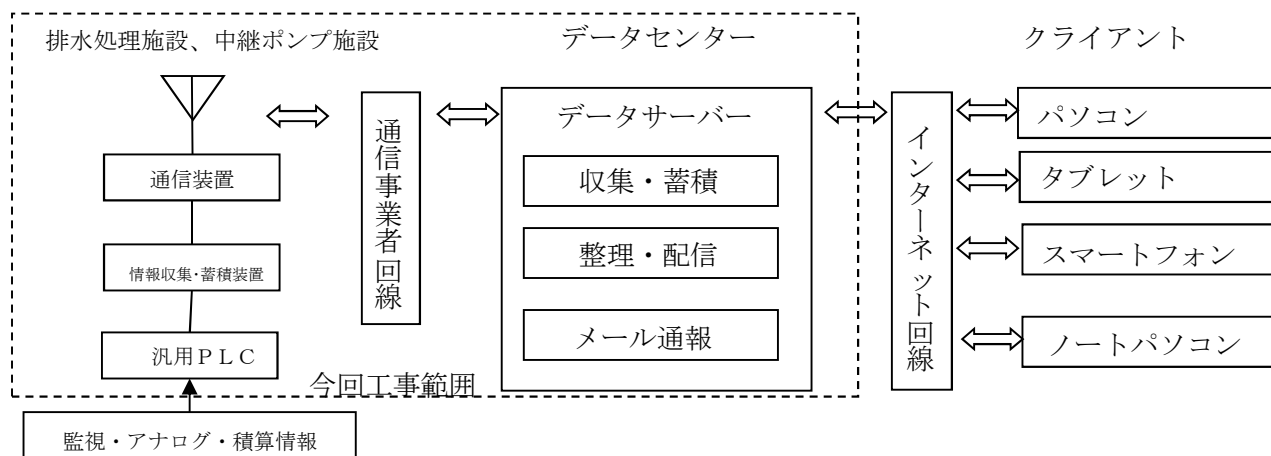 排水処理施設、中継ポンプ施設
通信装置
情報収集・蓄積装置
汎用ＰＬＣ
監視・アナログ・積算情報
今回工事範囲
通信事業者回線
データセンター
データサーバー
収集・蓄積
整理・配信
メール通報
インターネット回線
クライアント
パソコン
タブレット
スマートフォン
ノートパソコン